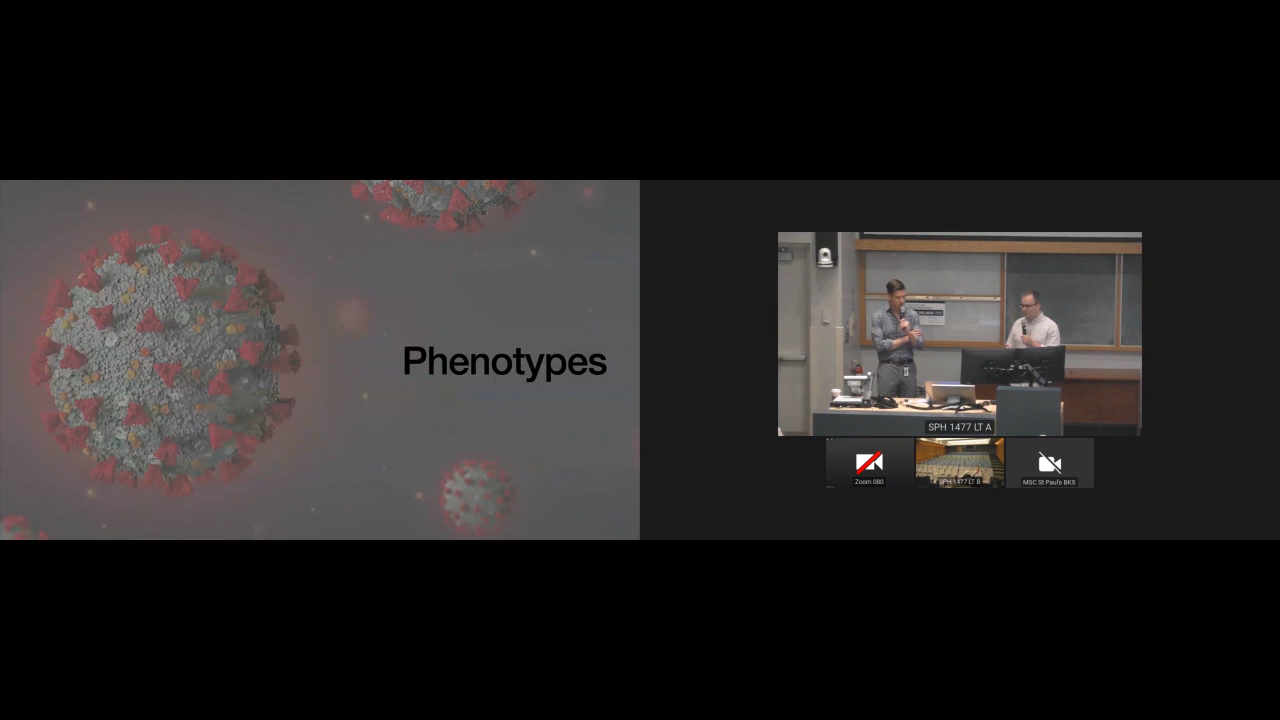 Phenotypes
SPH 1477 LT A
Zoom 080
SPH 1477 LT B
MSC St Paul's BKS